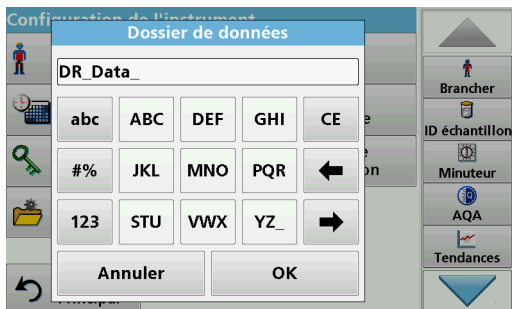 Configuration de l'instrument
Dossier de données
DR_Data_
abc ABC DEF GHI CE
#% JKL MNO PQR
123 STU VWX YZ_
Annuler OK
Principal
Brancher
ID échantillon
Minuteur
AQA
Tendances